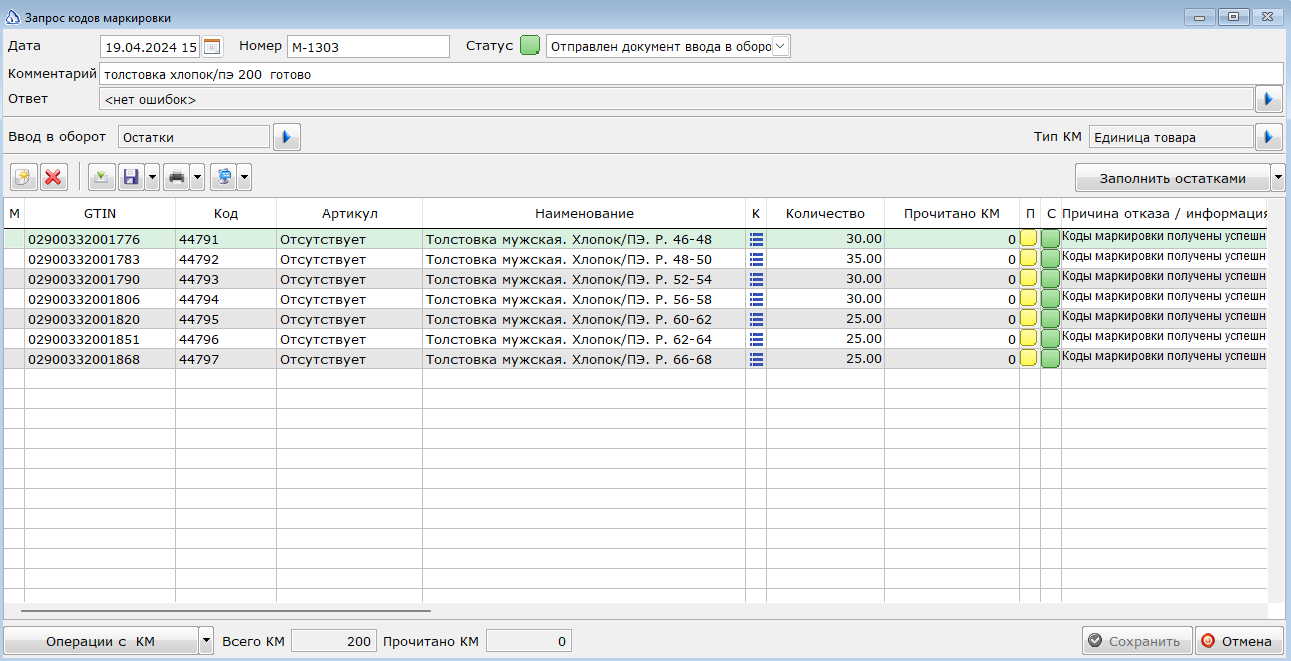 Запрос кодов маркировки
Дата 19.04.2024 15 Номер М-1303 Статус Отправлен документ ввода в оборо
Комментарий толстовка хлопок/пэ 200 готово
Ответ <нет ошибок>
Ввод в оборот Остатки Тип КМ Единица товара
Заполнить остатками
М GTIN Код Артикул Наименование К Количество Прочитано КМ П С Причина отказа / информация
02900332001776 44791 Отсутствует Толстовка мужская. Хлопок/ПЭ. Р. 46-48 30.00 0 Коды маркировки получены успешн
02900332001783 44792 Отсутствует Толстовка мужская. Хлопок/ПЭ. Р. 48-50 35.00 0 Коды маркировки получены успешн
02900332001790 44793 Отсутствует Толстовка мужская. Хлопок/ПЭ. Р. 52-54 30.00 0 Коды маркировки получены успешн
02900332001806 44794 Отсутствует Толстовка мужская. Хлопок/ПЭ. Р. 56-58 30.00 0 Коды маркировки получены успешн
02900332001820 44795 Отсутствует Толстовка мужская. Хлопок/ПЭ. Р. 60-62 25.00 0 Коды маркировки получены успешн
02900332001851 44796 Отсутствует Толстовка мужская. Хлопок/ПЭ. Р. 62-64 25.00 0 Коды маркировки получены успешн
02900332001868 44797 Отсутствует Толстовка мужская. Хлопок/ПЭ. Р. 66-68 25.00 0 Коды маркировки получены успешн
Операции с КМ Всего КМ 200 Прочитано КМ 0 Сохранить Отмена